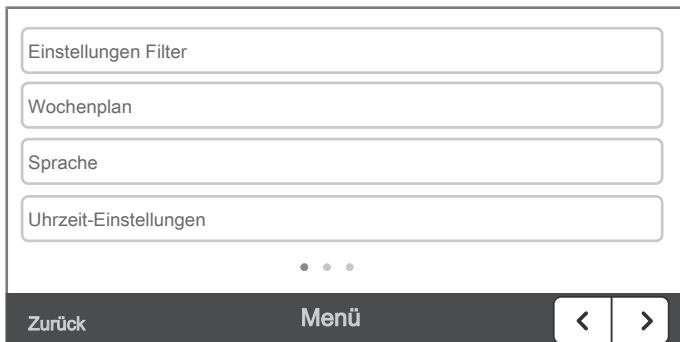 Einstellungen Filter
Wochenplan
Sprache
Uhrzeit-Einstellungen
Zurück Menü